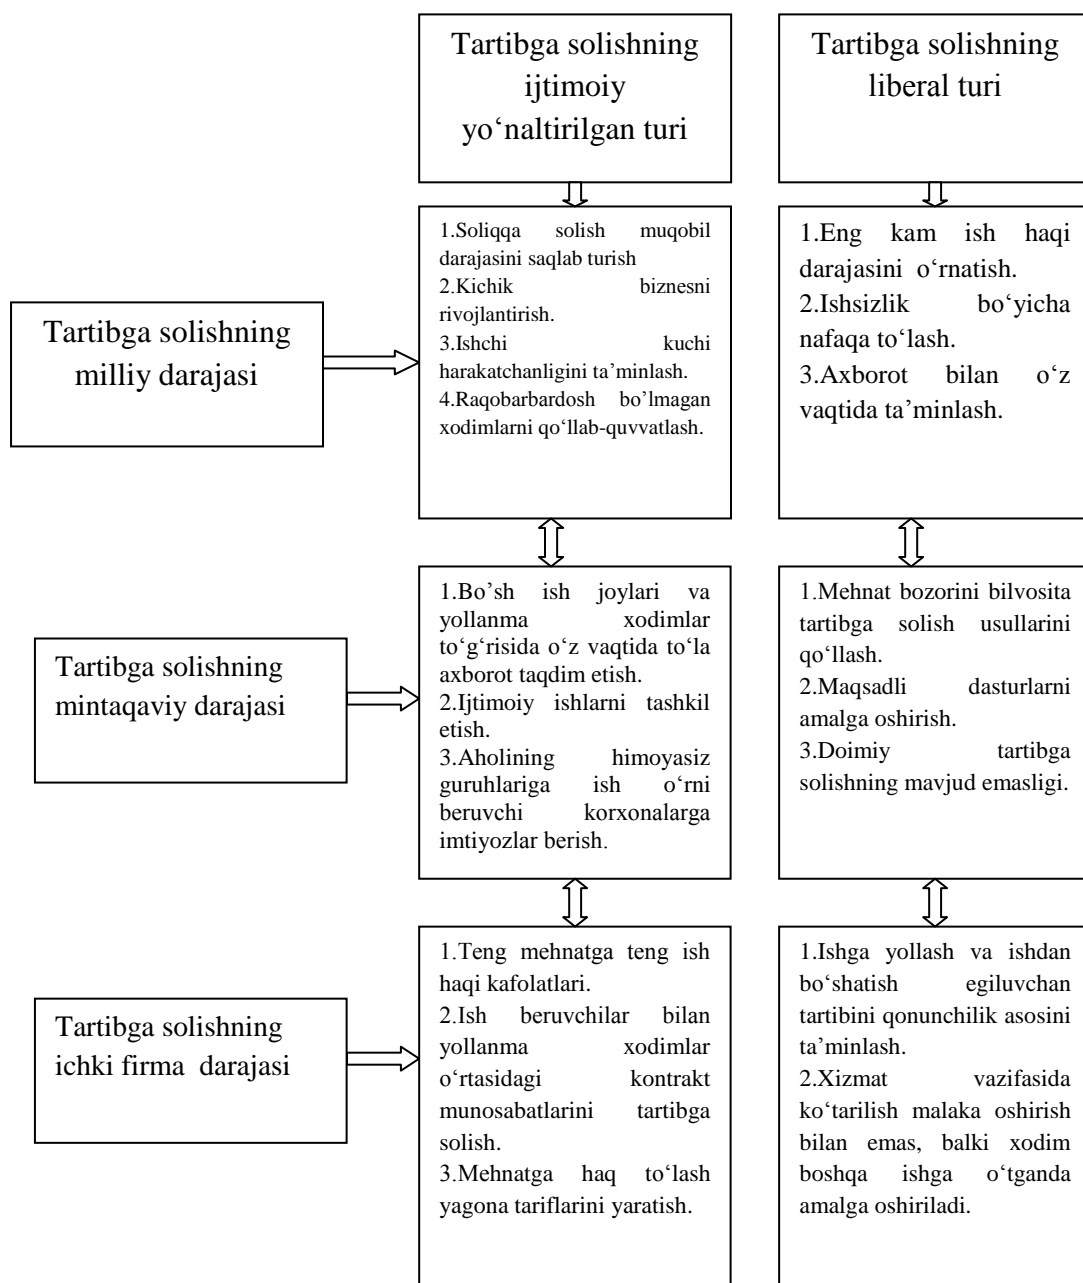 Tartibga solishning
ijtimoiy
yo‘naltirilgan turi
Tartibga solishning
liberal turi
Tartibga solishning
milliy darajasi
1.Soliqqa solish muqobil
darajasini saqlab turish
2.Kichik biznesni
rivojlantirish.
3.Ishchi kuchi
harakatchanligini ta’minlash.
4.Raqobarbardosh bo’lmagan
xodimlarni qo‘llab-quvvatlash.
1.Eng kam ish haqi
darajasini o‘rnatish.
2.Ishsizlik bo‘yicha
nafaqa to‘lash.
3.Axborot bilan o‘z
vaqtida ta’minlash.
Tartibga solishning
mintaqaviy darajasi
1.Bo’sh ish joylari va
yollanma xodimlar
to‘g‘risida o‘z vaqtida to‘la
axborot taqdim etish.
2.Ijtimoiy ishlarni tashkil
etish.
3.Aholining himoyasiz
guruhlariga ish o‘rni
beruvchi korxonalarga
imtiyozlar berish.
1.Mehnat bozorini bilvosita
tartibga solish usullarini
qo‘llash.
2.Maqsadli dasturlarni
amalga oshirish.
3.Doimiy tartibga
solishning mavjud emasligi.
Tartibga solishning
ichki firma darajasi
1.Teng mehnatga teng ish
haqi kafolatlari.
2.Ish beruvchilar bilan
yollanma xodimlar
o‘rtasidagi kontrakt
munosabatlarini tartibga
solish.
3.Mehnatga haq to‘lash
yagona tariflarini yaratish.
1.Ishga yollash va ishdan
bo‘shatish egiluvchan
tartibini qonunchilik asosini
ta’minlash.
2.Xizmat vazifasida
ko‘tarilish malaka oshirish
bilan emas, balki xodim
boshqa ishga o‘tganda
amalga oshiriladi.